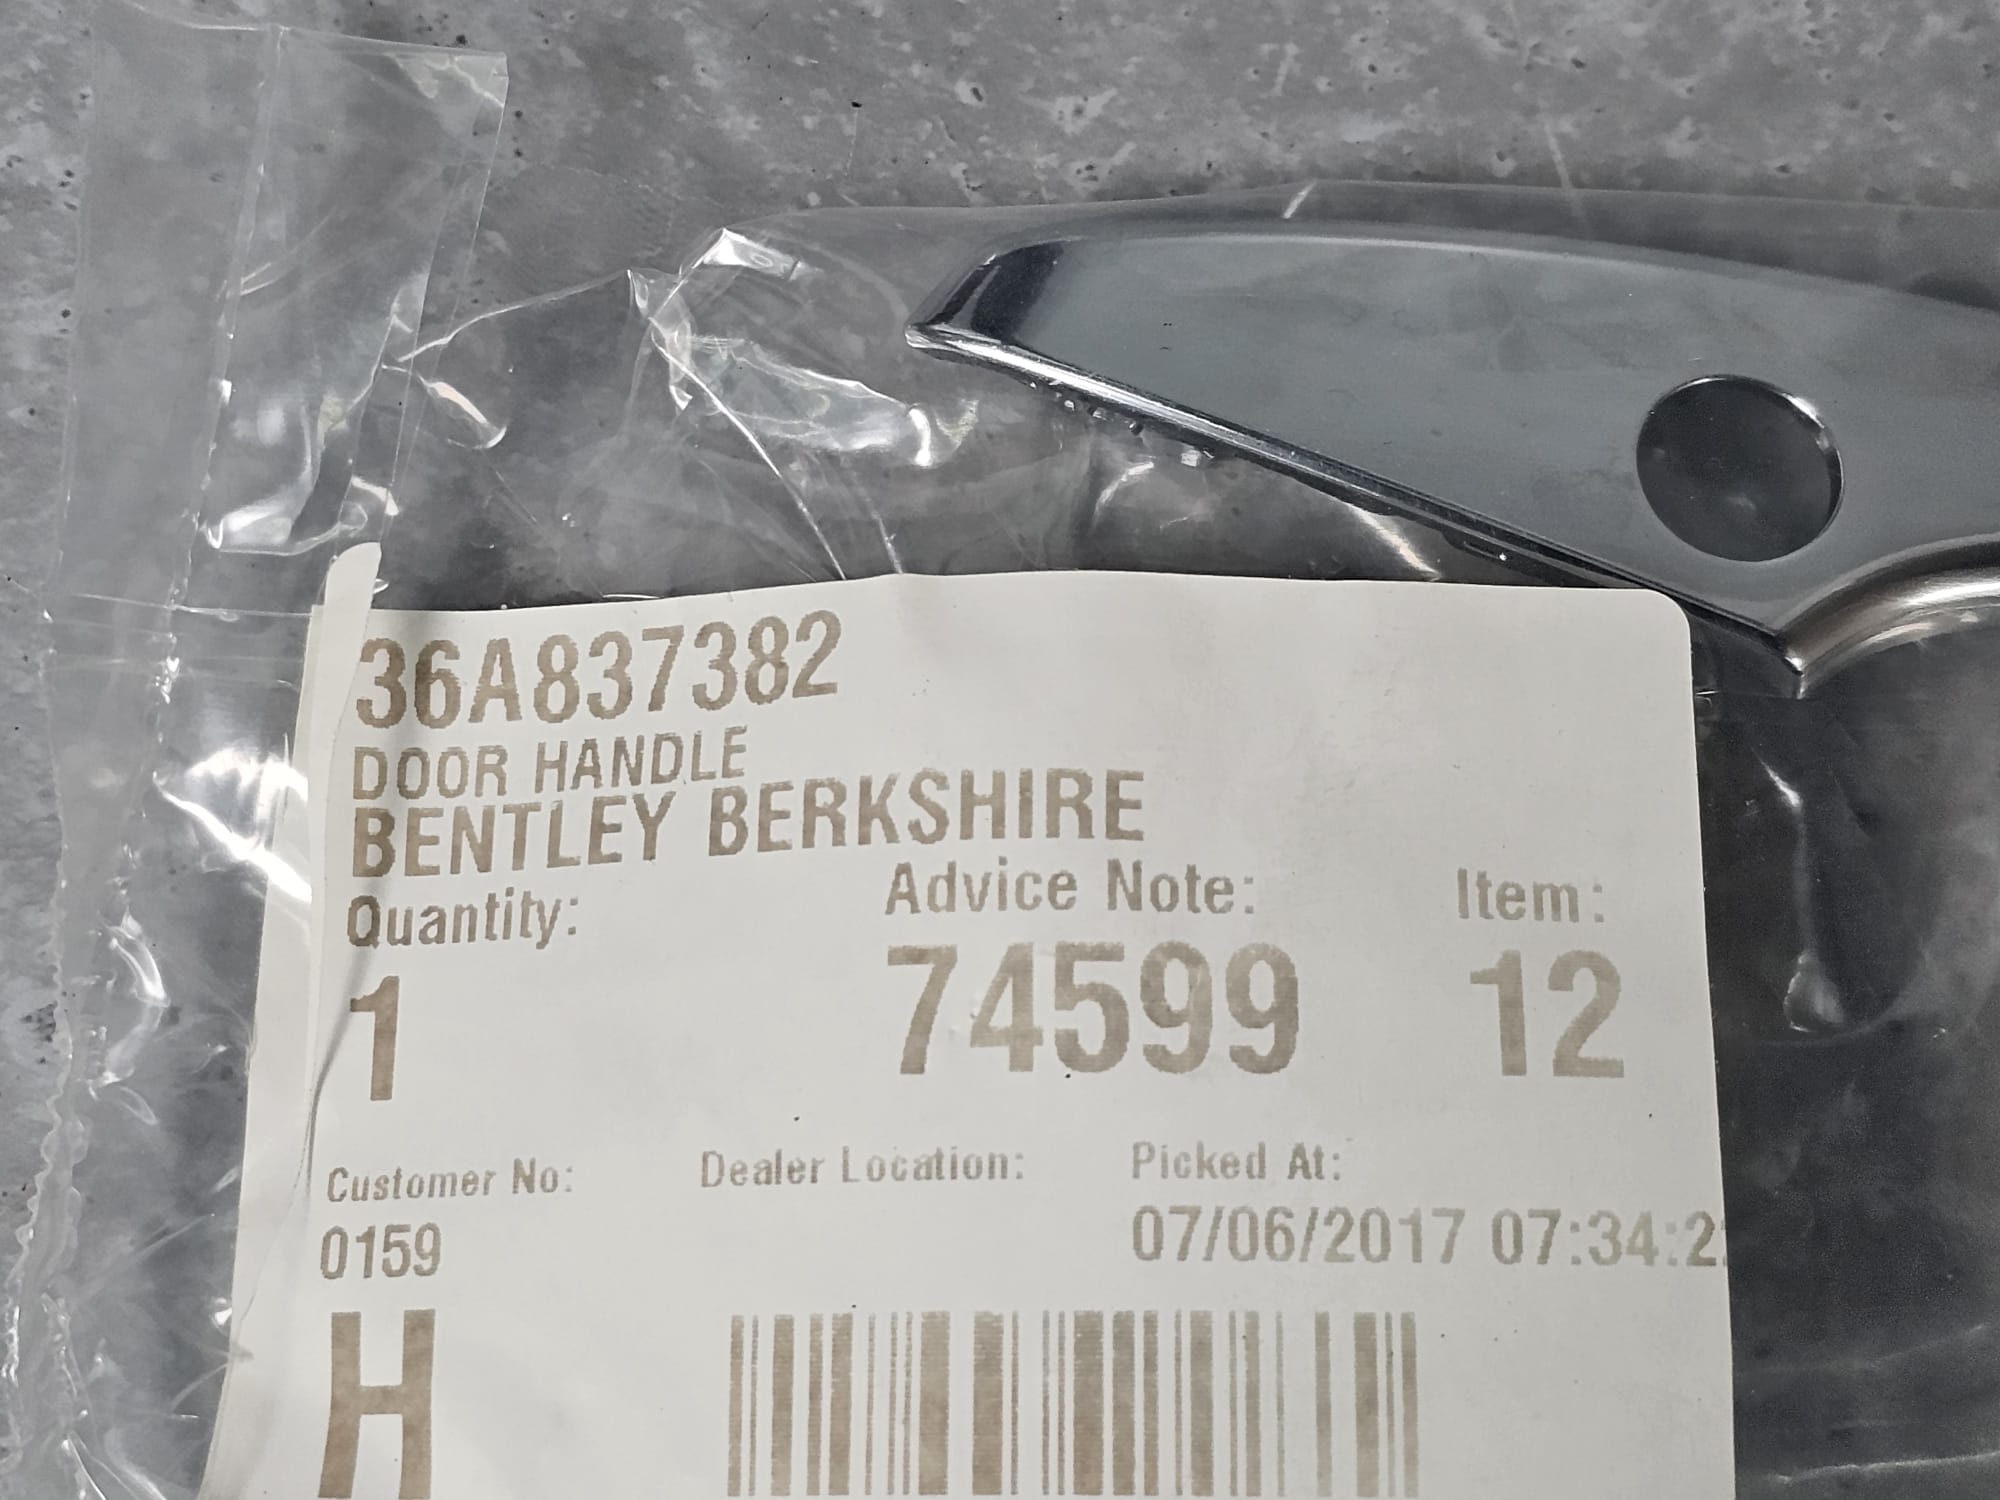 36A837382
DOOR HANDLE
BENTLEY BERKSHIRE
Quantity: Advice Note: Item:
1 74599 12
Customer No: Dealer Location: Picked At:
0159 07/06/2017 07:34:2
H